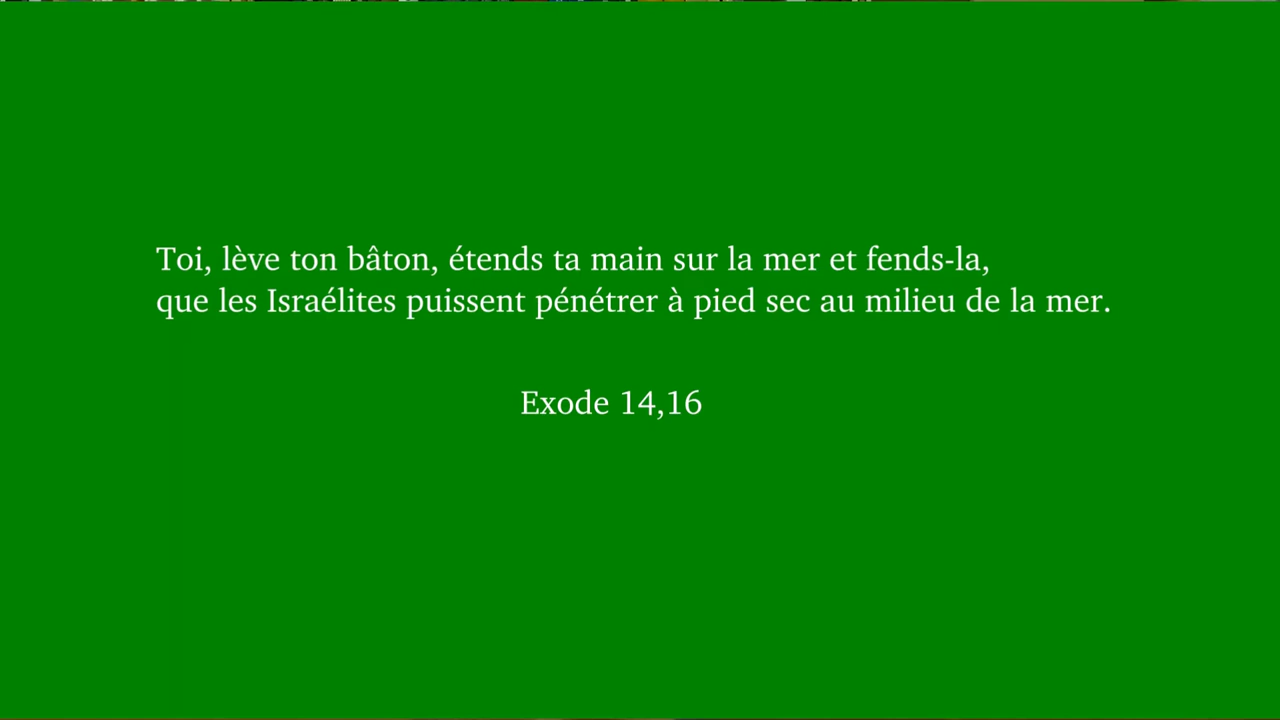 Toi, lève ton bâton, étends ta main sur la mer et fends-la,
que les Israélites puissent pénétrer à pied sec au milieu de la mer.
Exode 14,16